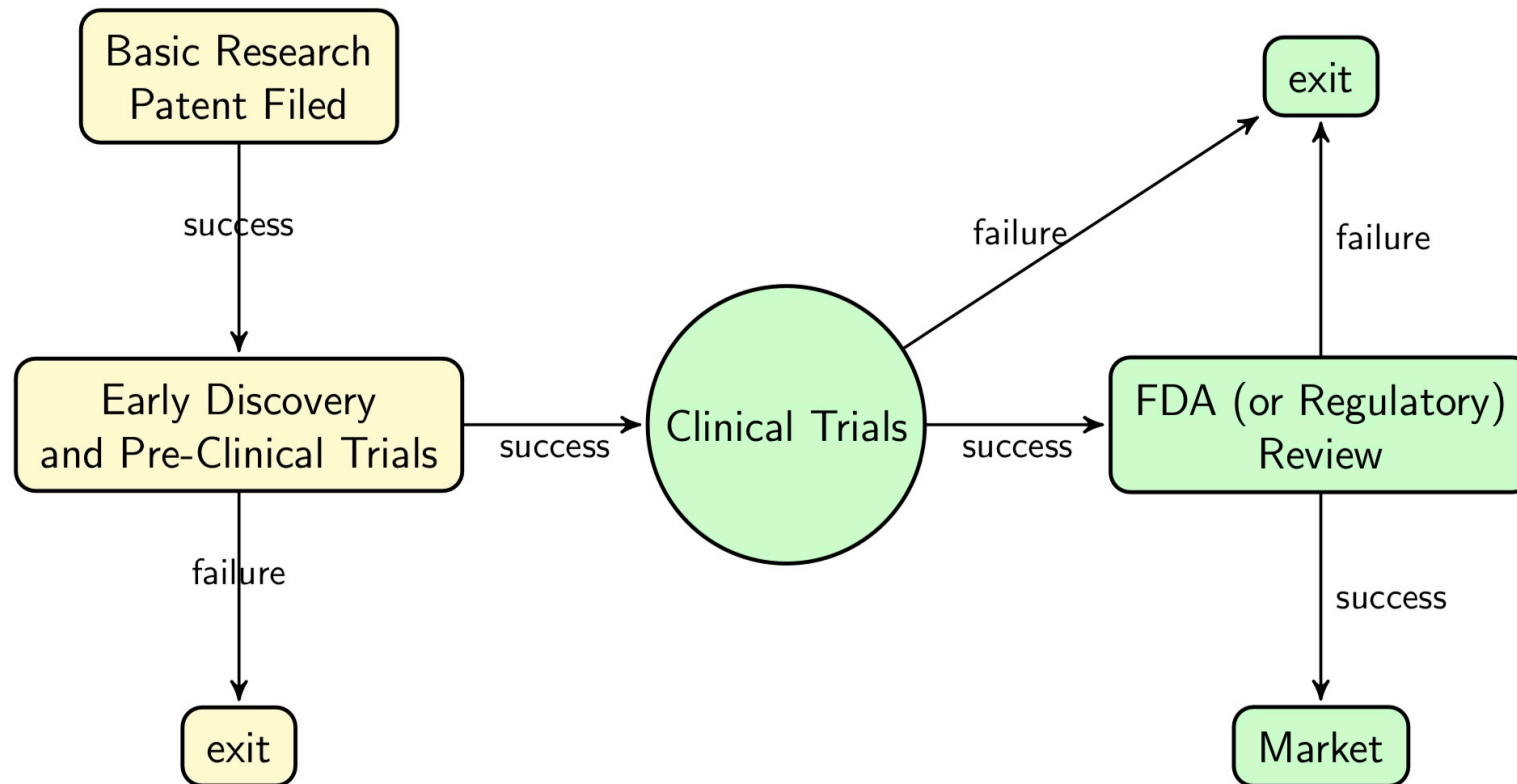 Basic Research
Patent Filed
exit
success
failure
failure
Early Discovery
and Pre-Clinical Trials
success
Clinical Trials
success
FDA (or Regulatory)
Review
failure
success
exit
Market